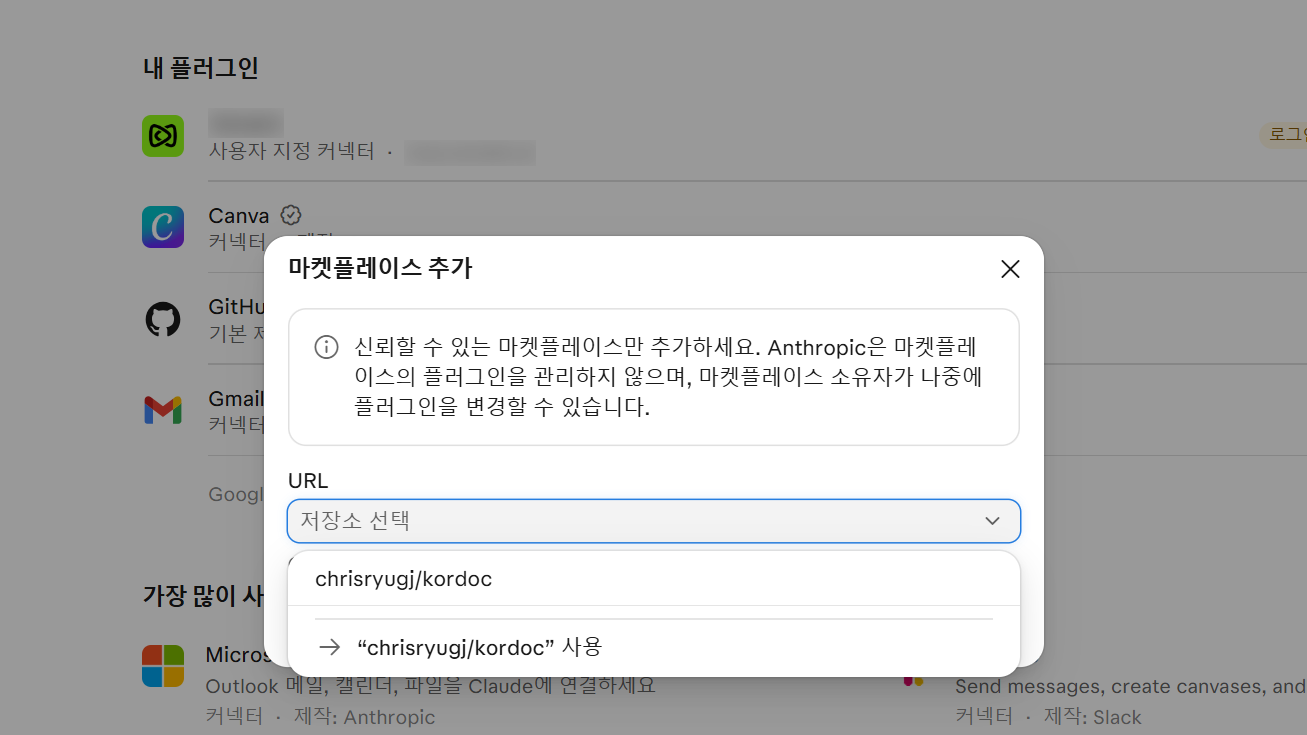 내 플러그인
사용자 지정 커넥터 ·
로그인
Canva
커넥터
GitHu
기본 제
Gmail
커넥터
Googl
마켓플레이스 추가
신뢰할 수 있는 마켓플레이스만 추가하세요. Anthropic은 마켓플레
이스의 플러그인을 관리하지 않으며, 마켓플레이스 소유자가 나중에
플러그인을 변경할 수 있습니다.
URL
저장소 선택
chrisryugj/kordoc
“chrisryugj/kordoc” 사용
가장 많이 사
Micros
Outlook 메일, 캘린더, 파일을 Claude에 연결하세요
커넥터 · 제작: Anthropic
Send messages, create canvases, and
커넥터 · 제작: Slack